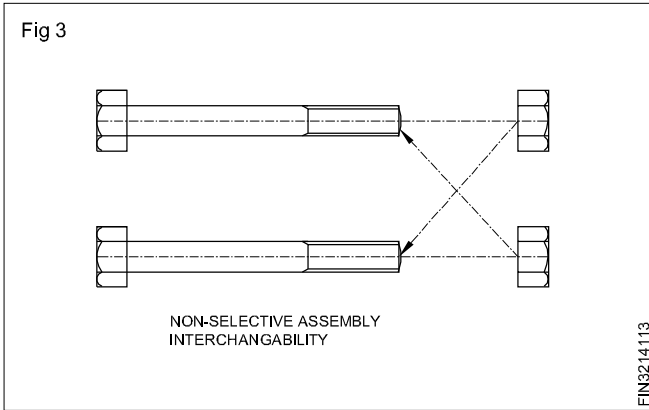 Fig 3
NON-SELECTIVE ASSEMBLY
INTERCHANGABILITY
FIN3214113